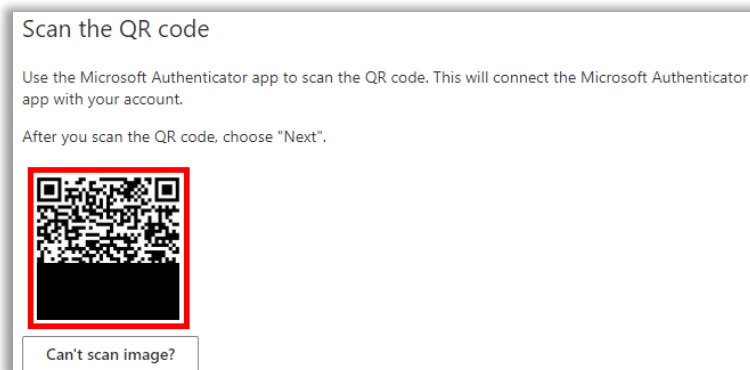 Scan the QR code
Use the Microsoft Authenticator app to scan the QR code. This will connect the Microsoft Authenticator
app with your account.
After you scan the QR code, choose "Next".
Can't scan image?